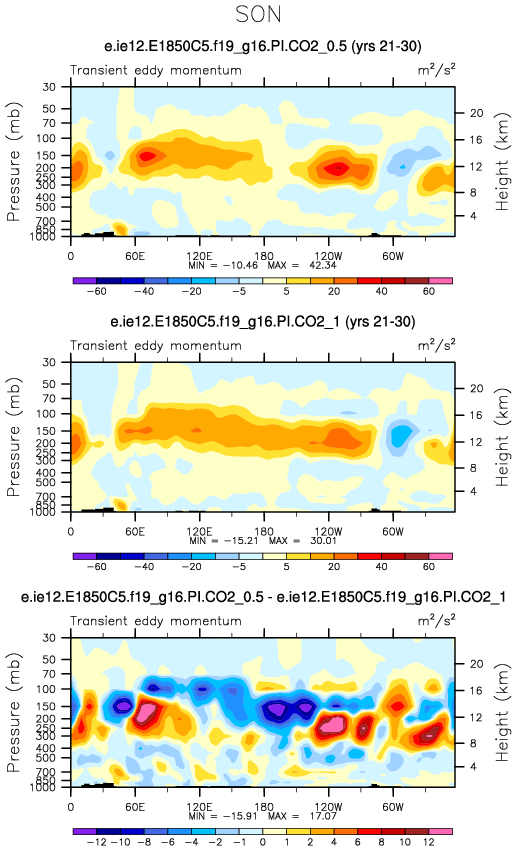 SON
e.ie12.E1850C5.f19_g16.PI.CO2_0.5 (yrs 21-30)
Transient eddy momentum m²/s²
Pressure (mb)
30
50
70
100
150
200
250
300
400
500
700
850
1000
20
16
12
8
4
Height (km)
0 60E 120E 180 120W 60W
MIN = -10.46 MAX = 42.34
-60 -40 -20 -5 5 20 40 60
e.ie12.E1850C5.f19_g16.PI.CO2_1 (yrs 21-30)
Transient eddy momentum m²/s²
Pressure (mb)
30
50
70
100
150
200
250
300
400
500
700
850
1000
20
16
12
8
4
Height (km)
0 60E 120E 180 120W 60W
MIN = -15.21 MAX = 30.01
-60 -40 -20 -5 5 20 40 60
e.ie12.E1850C5.f19_g16.PI.CO2_0.5 - e.ie12.E1850C5.f19_g16.PI.CO2_1
Transient eddy momentum m²/s²
Pressure (mb)
30
50
70
100
150
200
250
300
400
500
700
850
1000
20
16
12
8
4
Height (km)
0 60E 120E 180 120W 60W
MIN = -15.91 MAX = 17.07
-12 -10 -8 -6 -4 -2 -1 0 1 2 4 6 8 10 12